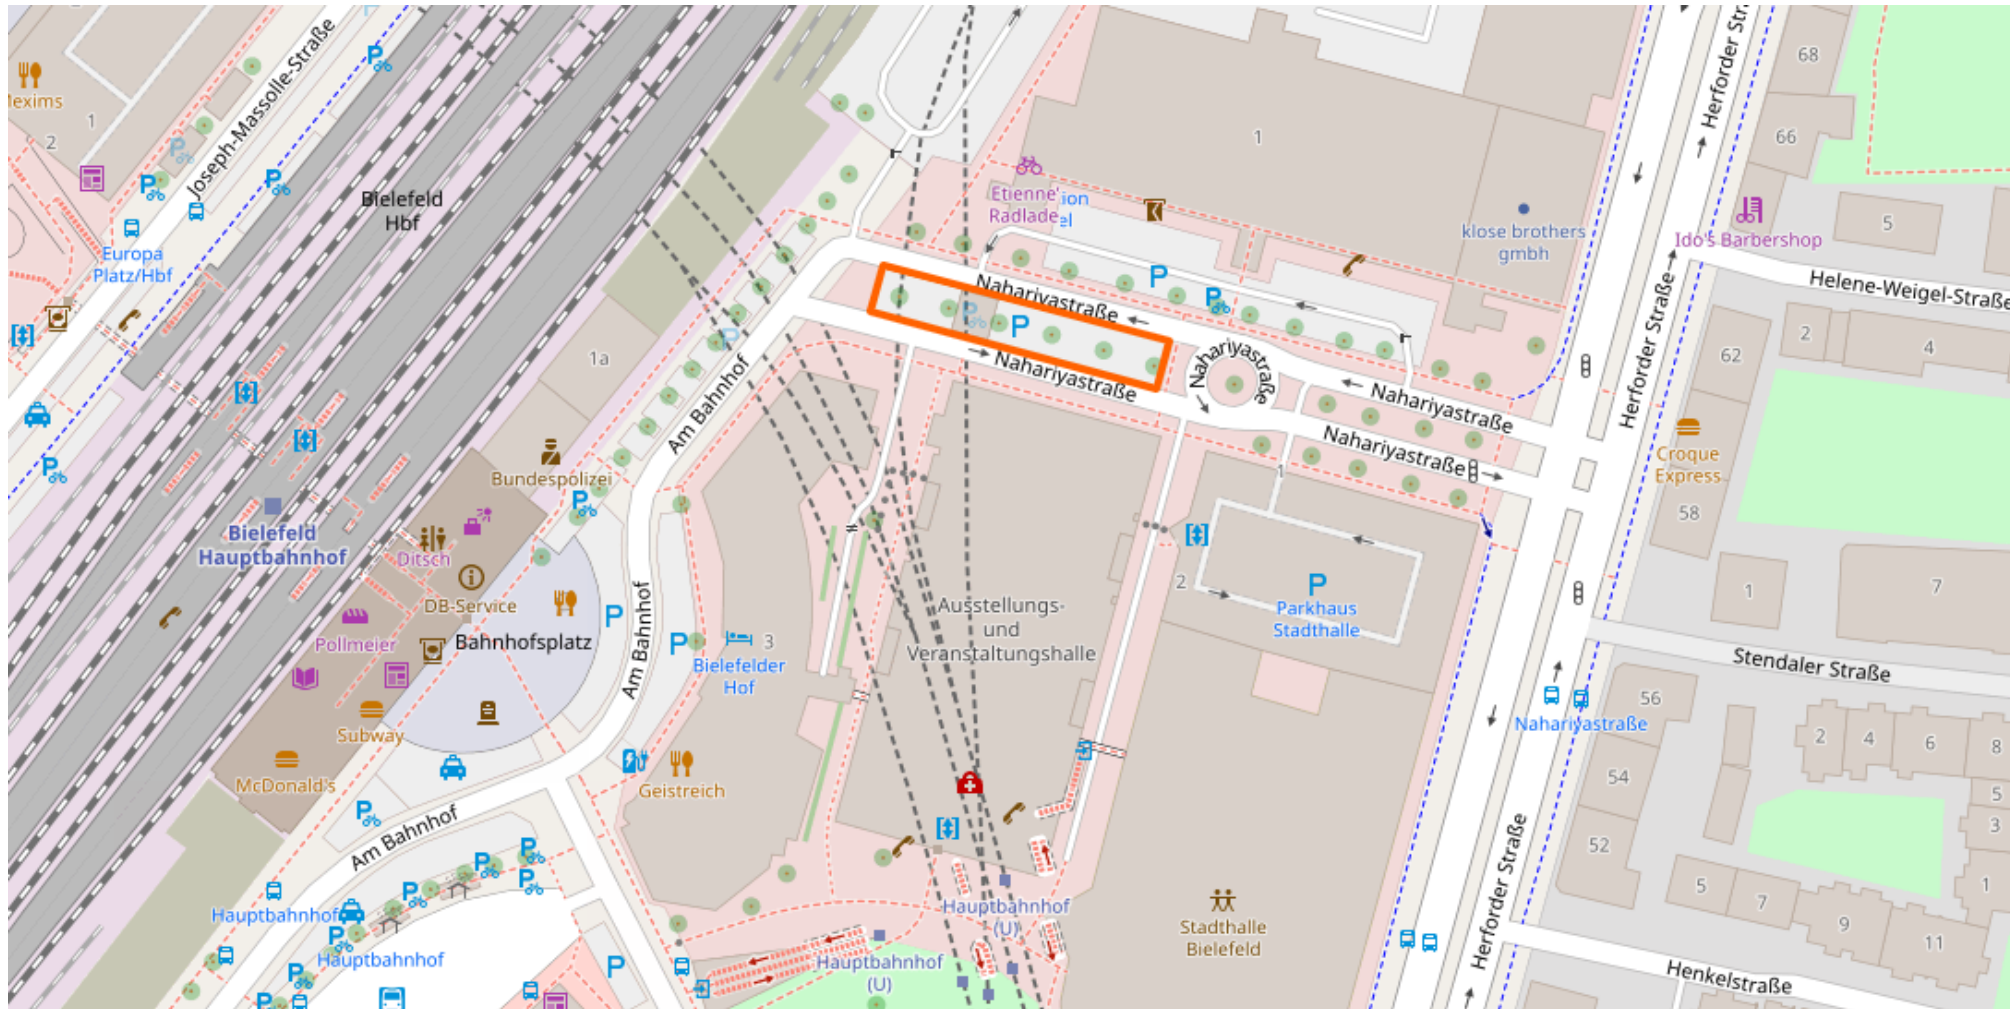 Joseph-Massolle-Straße
Herforder Straße
68
1
2
1
66
Bielefeld
Hbf
Etienne'
Radlade
5
klose brothers
gmbh
Ido's Barbershop
Europa
Platz/Hbf
Helene-Weigel-Straße
Nahariyastraße
Nahariyastraße
Nahariyastraße
Nahariyastraße
Nahariyastraße
Herforder Straße
1a
62
2
4
Am Bahnhof
Croque
Express
Bundespolizei
1
58
Bielefeld
Hauptbahnhof
Ditsch
DB-Service
Pollmeier
Bahnhofsplatz
Am Bahnhof
3
Bielefelder
Hof
Ausstellungs-
und
Veranstaltungshalle
2
Parkhaus
Stadthalle
1
7
Stendaler Straße
Subway
McDonald's
Geistreich
56
Nahariyastraße
2
4
6
8
54
5
3
52
Am Bahnhof
Herforder Straße
5
7
9
11
1
Hauptbahnhof
Hauptbahnhof
Hauptbahnhof
(U)
Hauptbahnhof
(U)
Stadthalle
Bielefeld
Henkelstraße